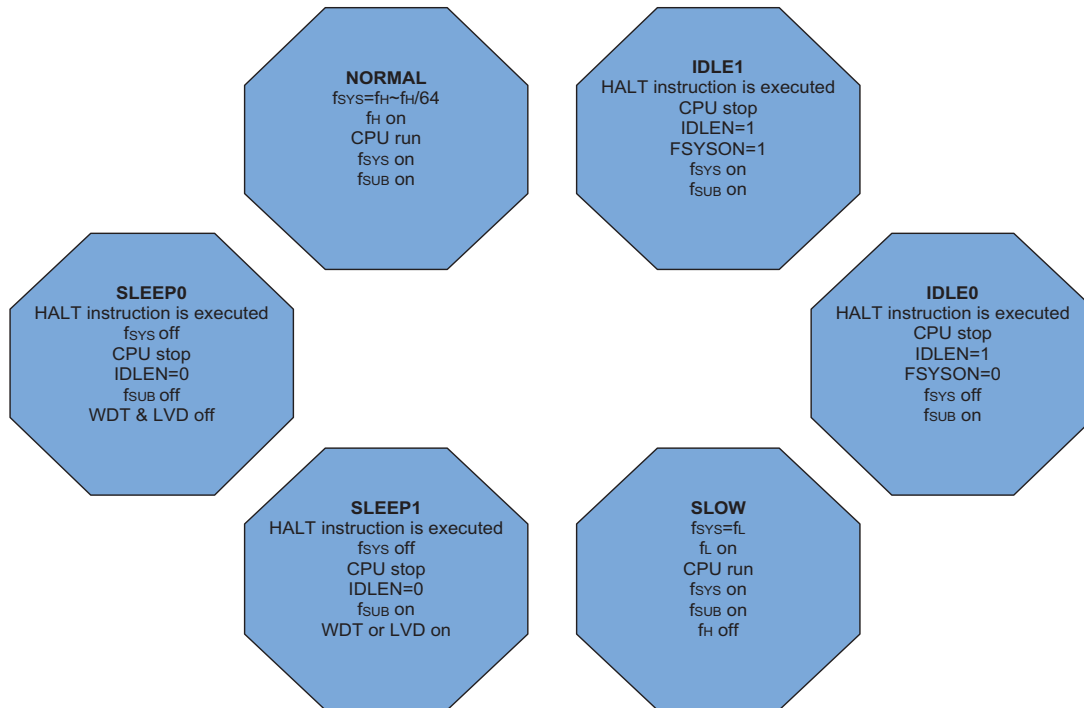 NORMAL
fSYS=fH~fH/64
fH on
CPU run
fSYS on
fSUB on
IDLE1
HALT instruction is executed
CPU stop
IDLEN=1
FSYSON=1
fSYS on
fSUB on
SLEEP0
HALT instruction is executed
fSYS off
CPU stop
IDLEN=0
fSUB off
WDT & LVD off
IDLE0
HALT instruction is executed
CPU stop
IDLEN=1
FSYSON=0
fSYS off
fSUB on
SLEEP1
HALT instruction is executed
fSYS off
CPU stop
IDLEN=0
fSUB on
WDT or LVD on
SLOW
fSYS=fL
fL on
CPU run
fSYS on
fSUB on
fH off